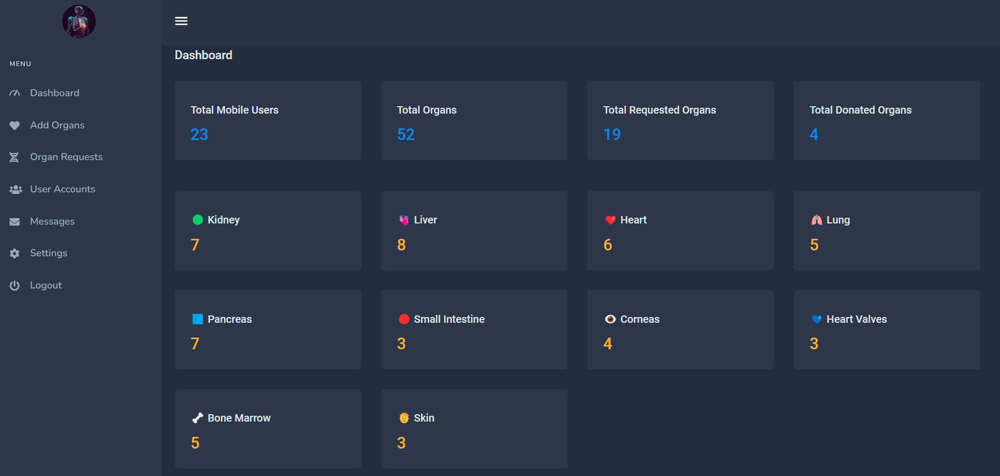 MENU
Dashboard
Add Organs
Organ Requests
User Accounts
Messages
Settings
Logout
Dashboard
Total Mobile Users
23
Total Organs
52
Total Requested Organs
19
Total Donated Organs
4
Kidney
7
Liver
8
Heart
6
Lung
5
Pancreas
7
Small Intestine
3
Corneas
4
Heart Valves
3
Bone Marrow
5
Skin
3